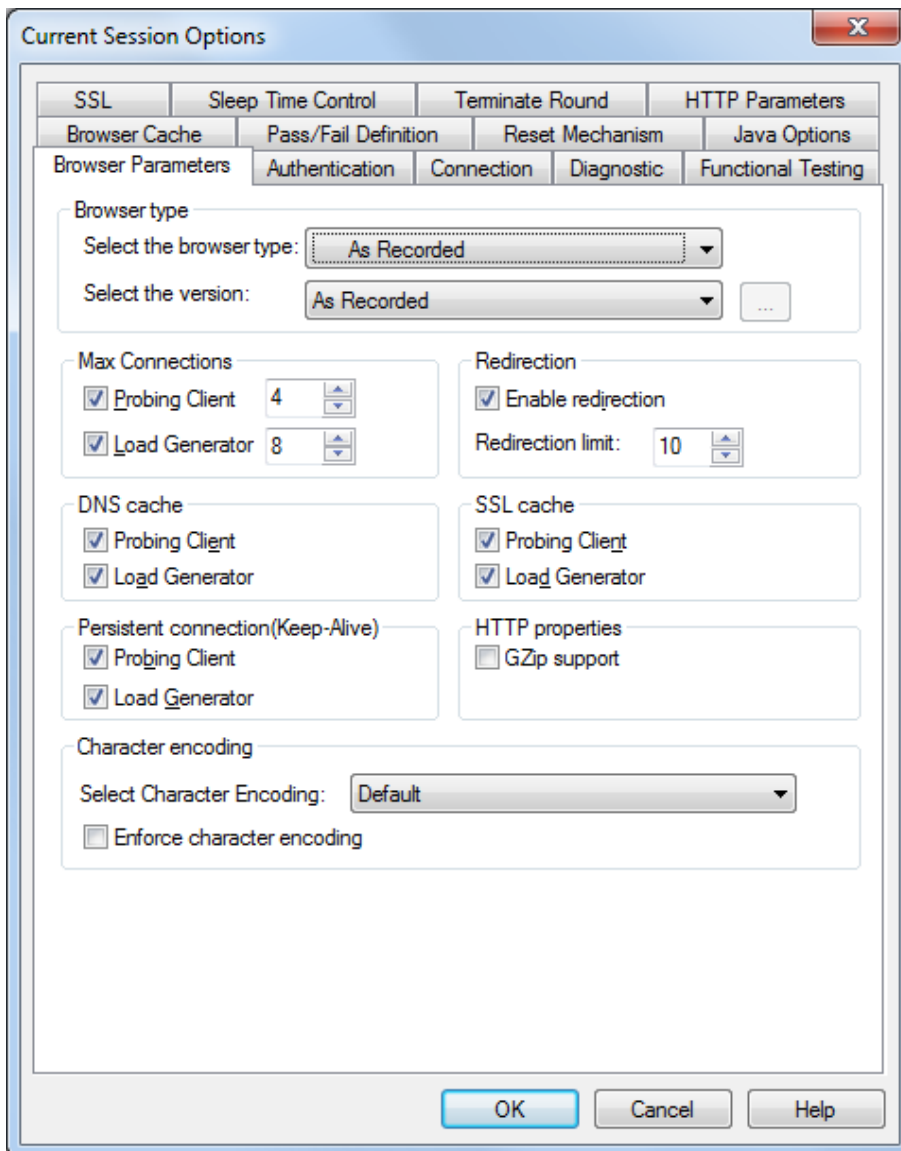 Current Session Options
SSL Sleep Time Control Terminate Round HTTP Parameters
Browser Cache Pass/Fail Definition Reset Mechanism Java Options
Browser Parameters Authentication Connection Diagnostic Functional Testing
Browser type
Select the browser type: As Recorded
Select the version: As Recorded ...
Max Connections
Probing Client 4
Load Generator 8
Redirection
Enable redirection
Redirection limit: 10
DNS cache
Probing Client
Load Generator
SSL cache
Probing Client
Load Generator
Persistent connection(Keep-Alive)
Probing Client
Load Generator
HTTP properties
GZip support
Character encoding
Select Character Encoding: Default
Enforce character encoding
OK Cancel Help